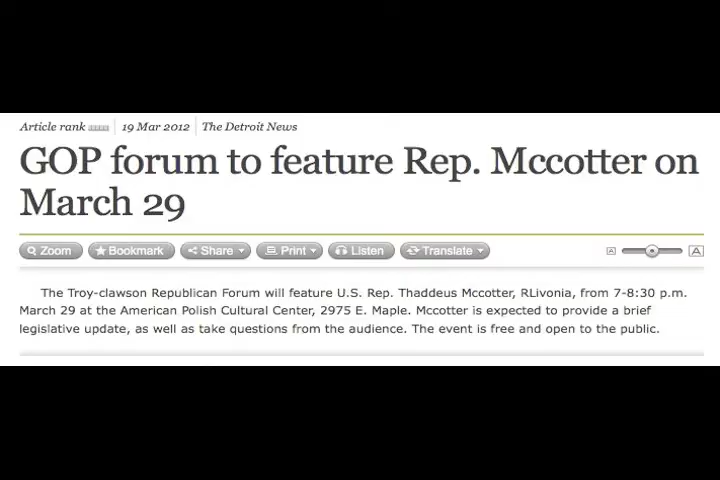 Article rank 19 Mar 2012 The Detroit News
GOP forum to feature Rep. Mccotter on
March 29
Zoom Bookmark Share Print Listen Translate A A
The Troy-clawson Republican Forum will feature U.S. Rep. Thaddeus Mccotter, RLivonia, from 7-8:30 p.m.
March 29 at the American Polish Cultural Center, 2975 E. Maple. Mccotter is expected to provide a brief
legislative update, as well as take questions from the audience. The event is free and open to the public.